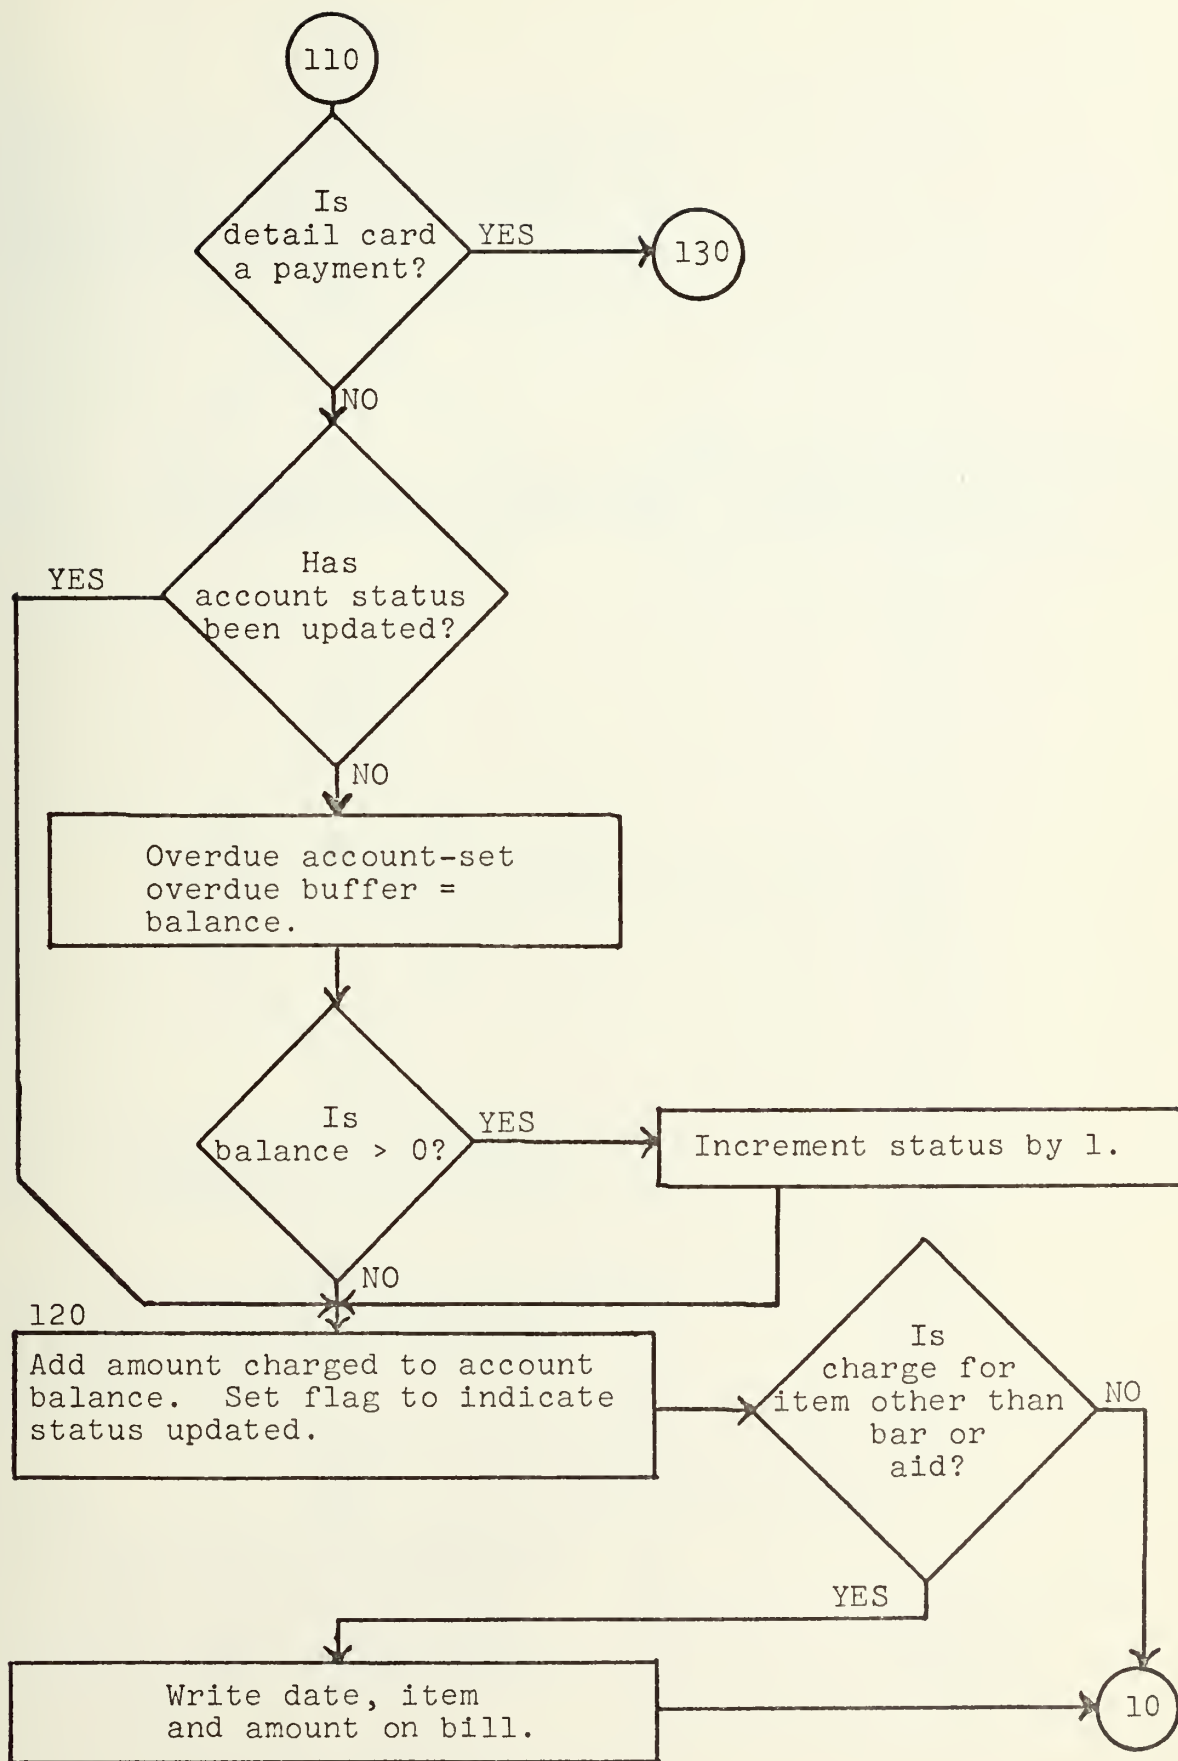 110
Is
detail card
a payment?
YES
130
NO
Has
account status
been updated?
YES
NO
Overdue account-set
overdue buffer =
balance.
Is
balance > 0?
YES
Increment status by 1.
NO
120
Add amount charged to account
balance.  Set flag to indicate
status updated.
Is
charge for
item other than
bar or
aid?
NO
YES
Write date, item
and amount on bill.
10